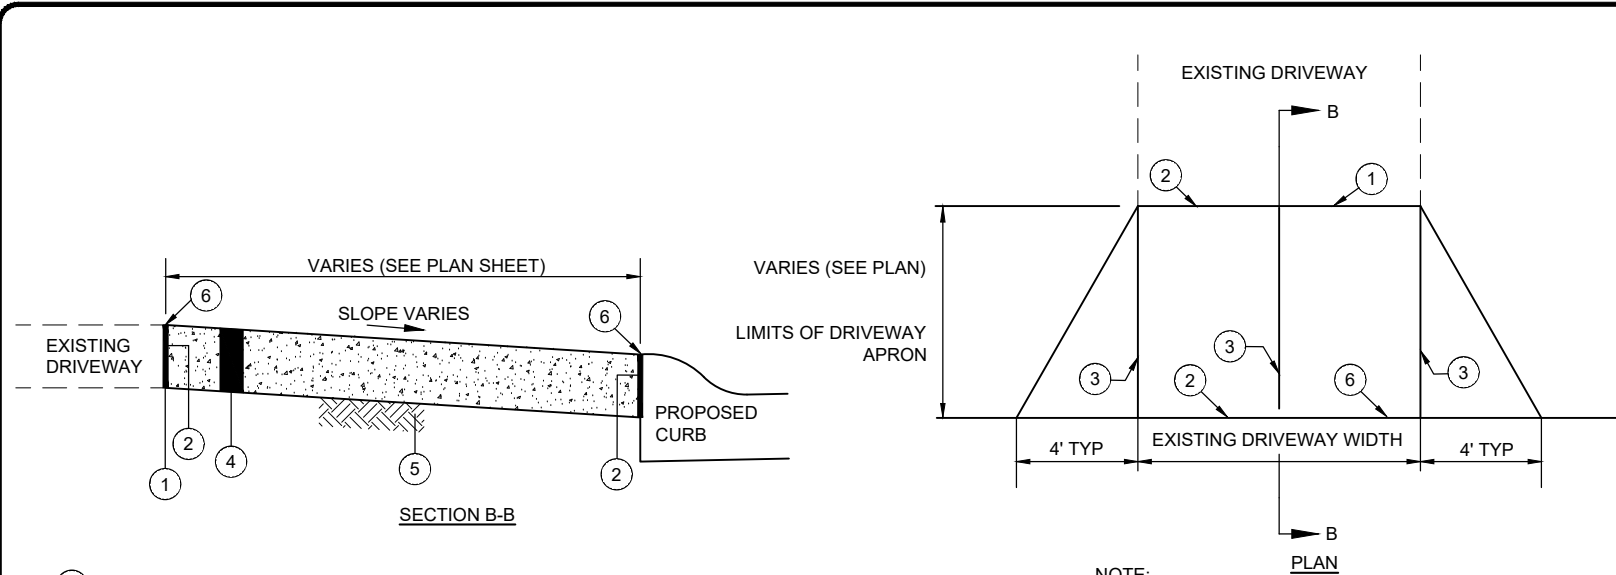 VARIES (SEE PLAN SHEET)
6
SLOPE VARIES
6
EXISTING
DRIVEWAY
PROPOSED
CURB
2
4
5
2
1
SECTION B-B
EXISTING DRIVEWAY
B
2
1
VARIES (SEE PLAN)
LIMITS OF DRIVEWAY
APRON
3
3
3
2
6
4' TYP
EXISTING DRIVEWAY WIDTH
4' TYP
B
PLAN
NOTE: